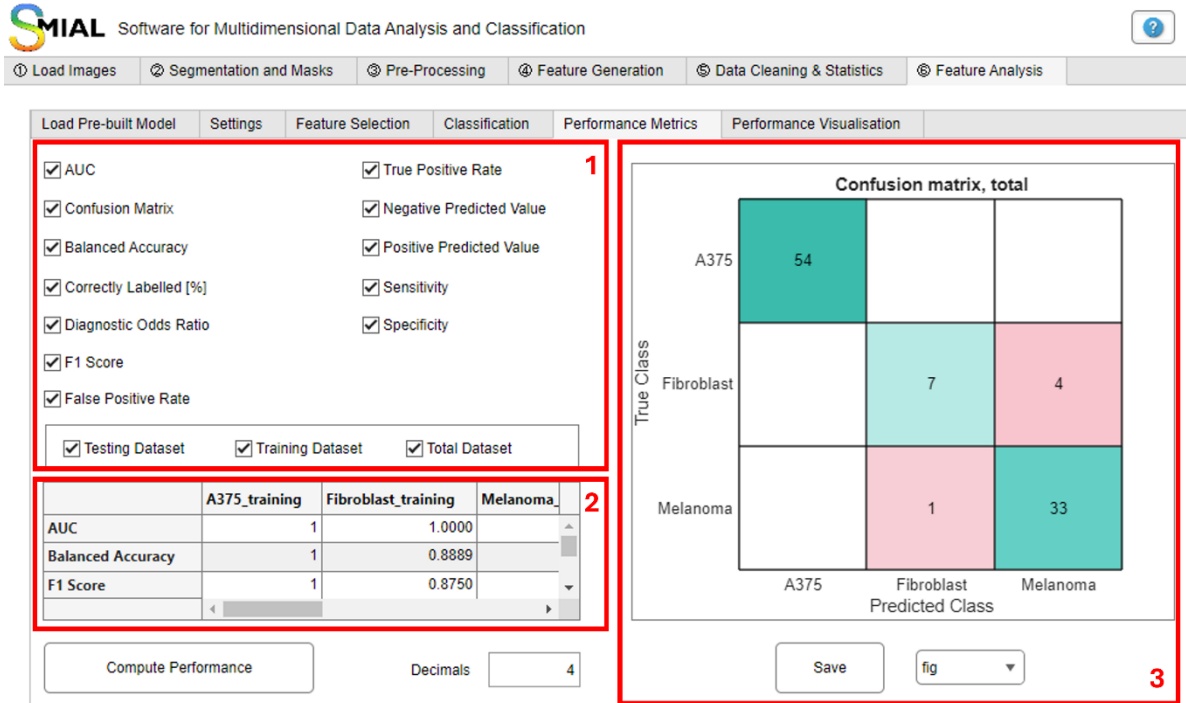 SMIAL Software for Multidimensional Data Analysis and Classification
?
① Load Images ② Segmentation and Masks ③ Pre-Processing ④ Feature Generation ⑤ Data Cleaning & Statistics ⑥ Feature Analysis
Load Pre-built Model Settings Feature Selection Classification Performance Metrics Performance Visualisation
1
AUC True Positive Rate
Confusion Matrix Negative Predicted Value
Balanced Accuracy Positive Predicted Value
Correctly Labelled [%] Sensitivity
Diagnostic Odds Ratio Specificity
F1 Score
False Positive Rate
Testing Dataset Training Dataset Total Dataset
A375_training Fibroblast_training Melanoma_
2
AUC 1 1.0000
Balanced Accuracy 1 0.8889
F1 Score 1 0.8750
Compute Performance Decimals 4
Confusion matrix, total
True Class
A375 54
Fibroblast 7 4
Melanoma 1 33
A375 Fibroblast Melanoma
Predicted Class
Save fig
3